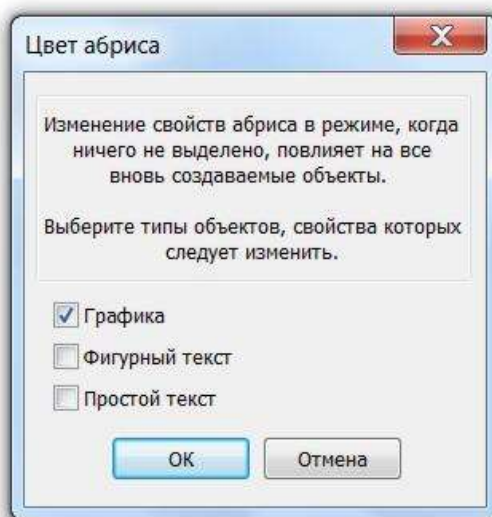 Цвет абриса
Изменение свойств абриса в режиме, когда
ничего не выделено, повлияет на все
вновь создаваемые объекты.
Выберите типы объектов, свойства которых
следует изменить.
Графика
Фигурный текст
Простой текст
ОК
Отмена